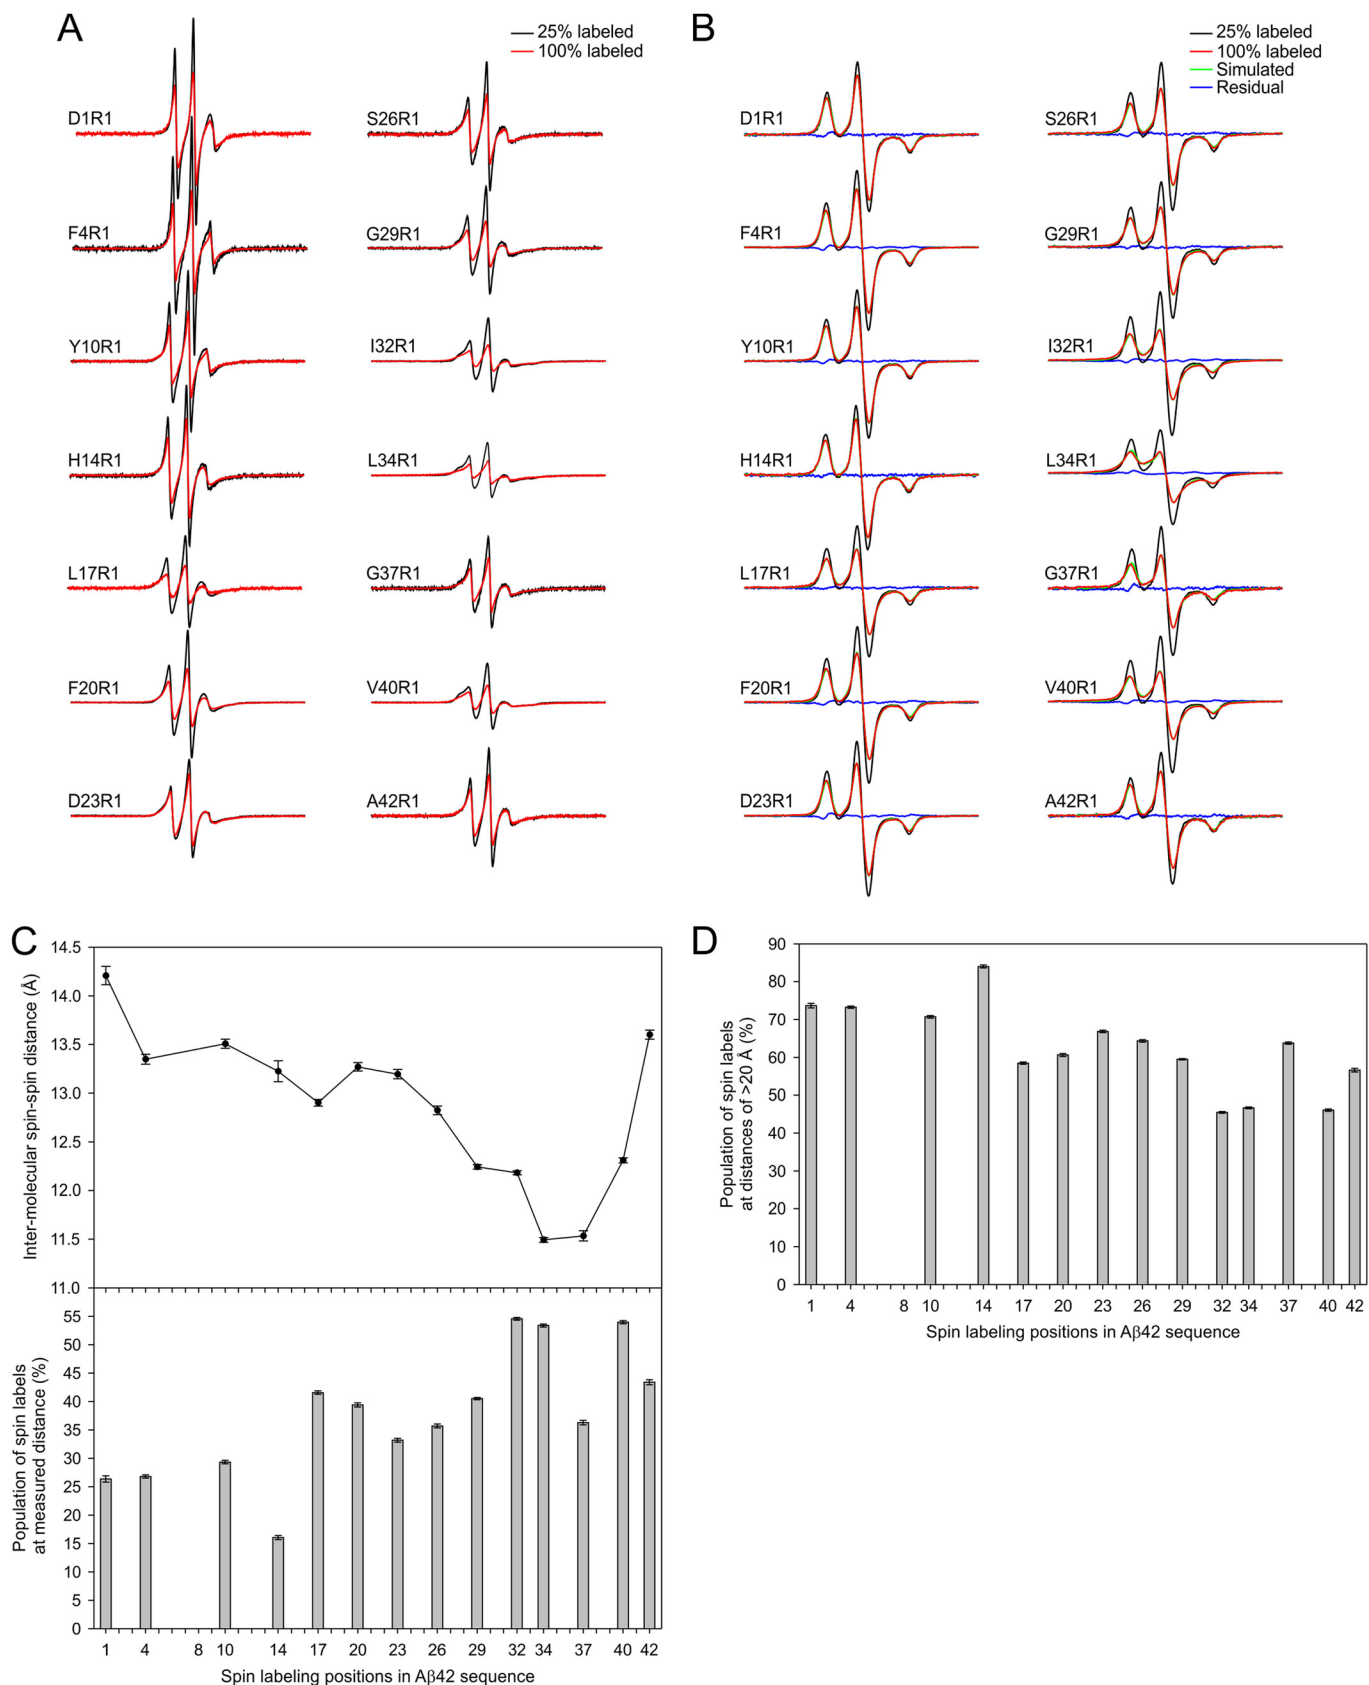 A
25% labeled
100% labeled
D1R1
F4R1
Y10R1
H14R1
L17R1
F20R1
D23R1
S26R1
G29R1
I32R1
L34R1
G37R1
V40R1
A42R1
B
25% labeled
100% labeled
Simulated
Residual
D1R1
F4R1
Y10R1
H14R1
L17R1
F20R1
D23R1
S26R1
G29R1
I32R1
L34R1
G37R1
V40R1
A42R1
C
Inter-molecular spin-spin distance (Å)
14.5
14.0
13.5
13.0
12.5
12.0
11.5
11.0
Population of spin labels
at measured distance (%)
55
50
45
40
35
30
25
20
15
10
5
0
1 4 8 10 14 17 20 23 26 29 32 34 37 40 42
Spin labeling positions in Aβ42 sequence
D
Population of spin labels
at distances of >20 Å (%)
90
80
70
60
50
40
30
20
10
0
1 4 8 10 14 17 20 23 26 29 32 34 37 40 42
Spin labeling positions in Aβ42 sequence